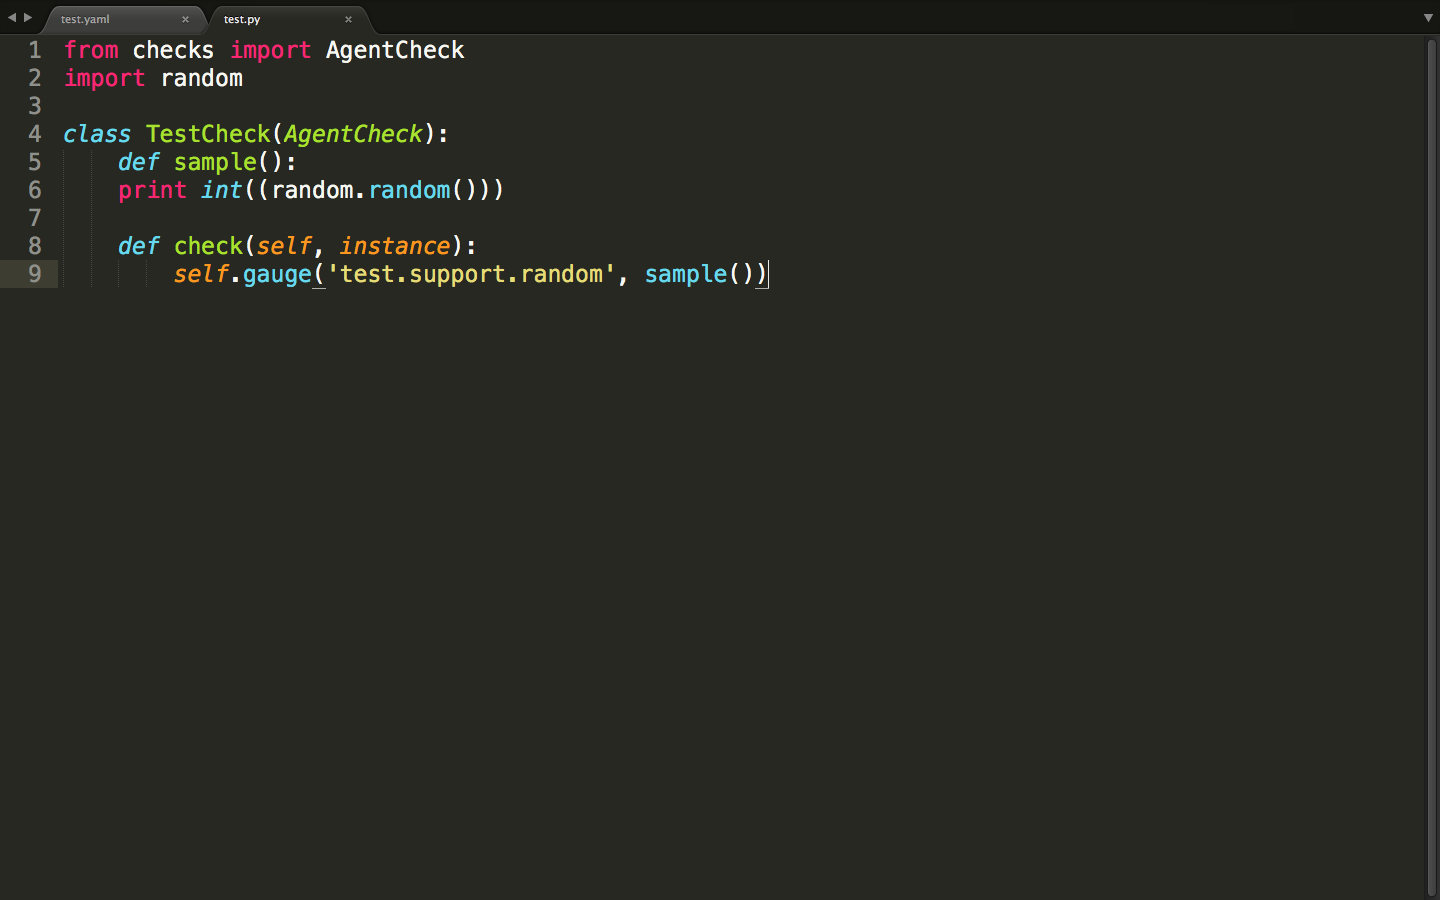 test.yaml × test.py ×
1 from checks import AgentCheck
2 import random
3
4 class TestCheck(AgentCheck):
5     def sample():
6     print int((random.random()))
7
8     def check(self, instance):
9         self.gauge('test.support.random', sample())